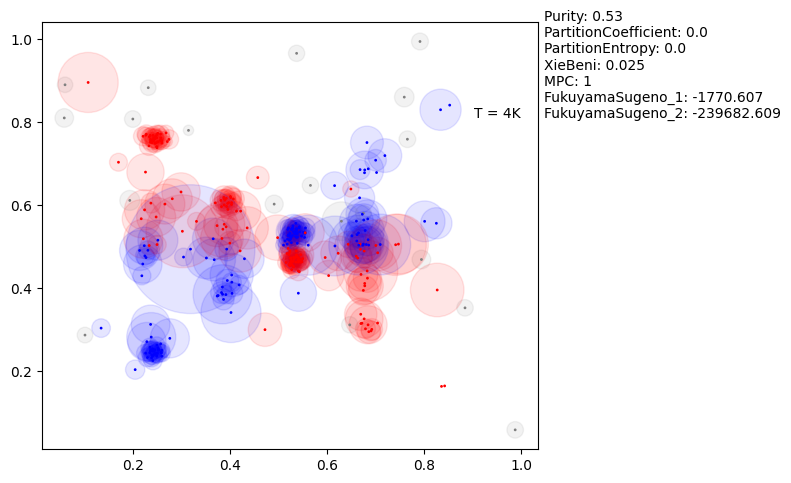 Purity: 0.53
PartitionCoefficient: 0.0
PartitionEntropy: 0.0
XieBeni: 0.025
MPC: 1
FukuyamaSugeno_1: -1770.607
FukuyamaSugeno_2: -239682.609
T = 4K
1.0
0.8
0.6
0.4
0.2
0.2 0.4 0.6 0.8 1.0